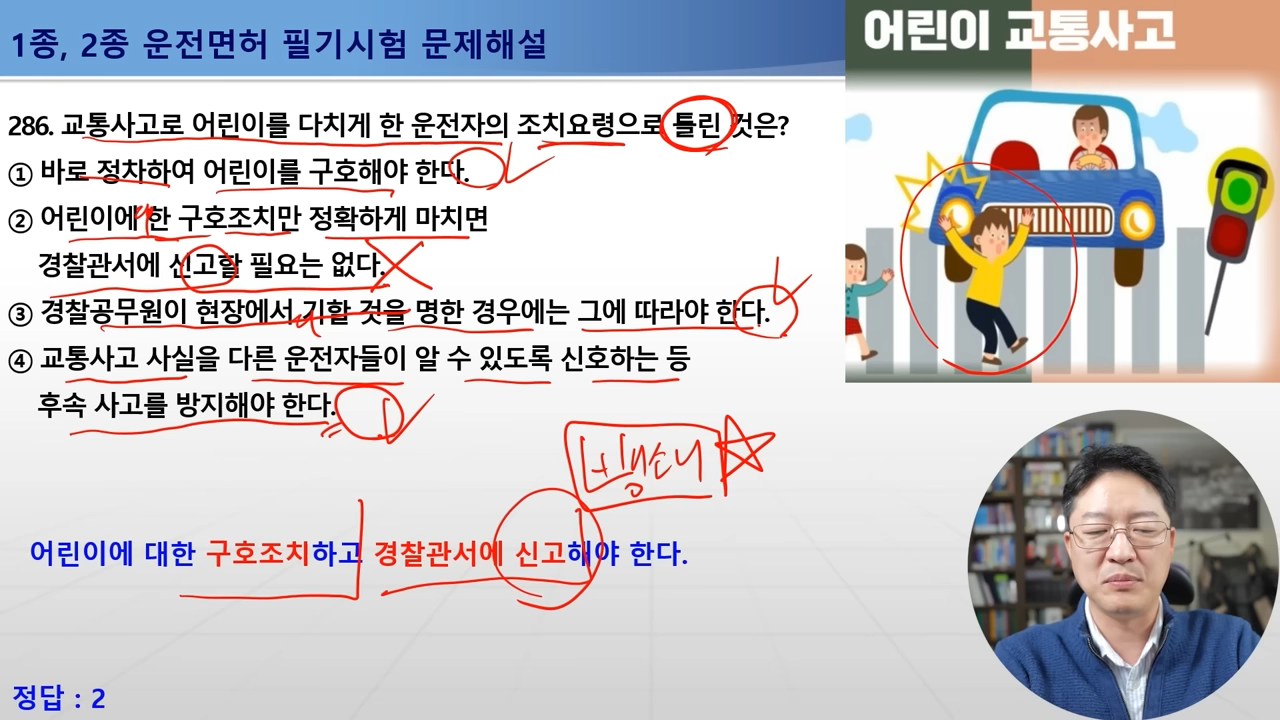 1종, 2종 운전면허 필기시험 문제해설
어린이 교통사고
286. 교통사고로 어린이를 다치게 한 운전자의 조치요령으로 틀린 것은?
① 바로 정차하여 어린이를 구호해야 한다.
② 어린이에 한 구호조치만 정확하게 마치면
경찰관서에 신고할 필요는 없다.
③ 경찰공무원이 현장에서 기할 것을 명한 경우에는 그에 따라야 한다.
④ 교통사고 사실을 다른 운전자들이 알 수 있도록 신호하는 등
후속 사고를 방지해야 한다.
어린이에 대한 구호조치하고 경찰관서에 신고해야 한다.
정답 : 2